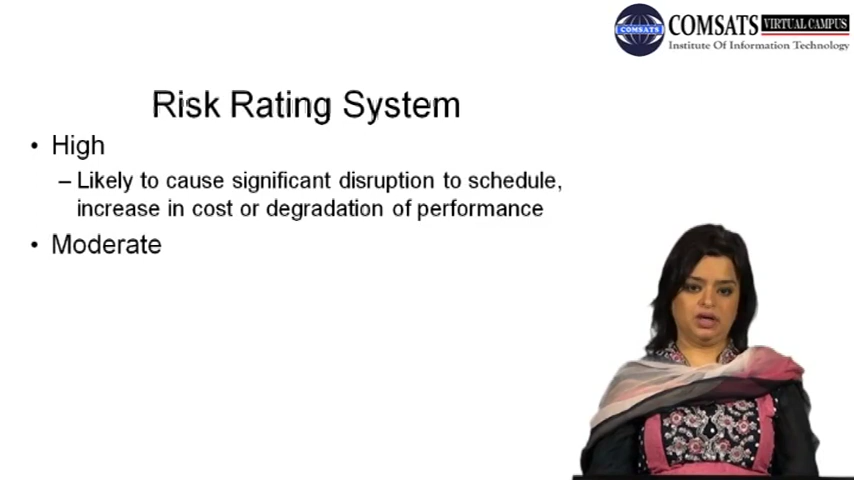 COMSATS VIRTUAL CAMPUS
Institute Of Information Technology
COMSATS
Risk Rating System
• High
– Likely to cause significant disruption to schedule,
increase in cost or degradation of performance
• Moderate